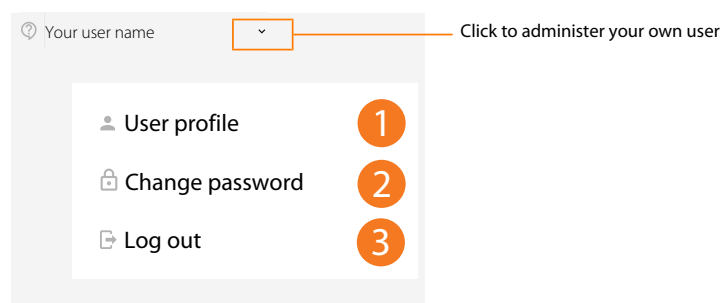 Your user name
Click to administer your own user
User profile 1
Change password 2
Log out 3